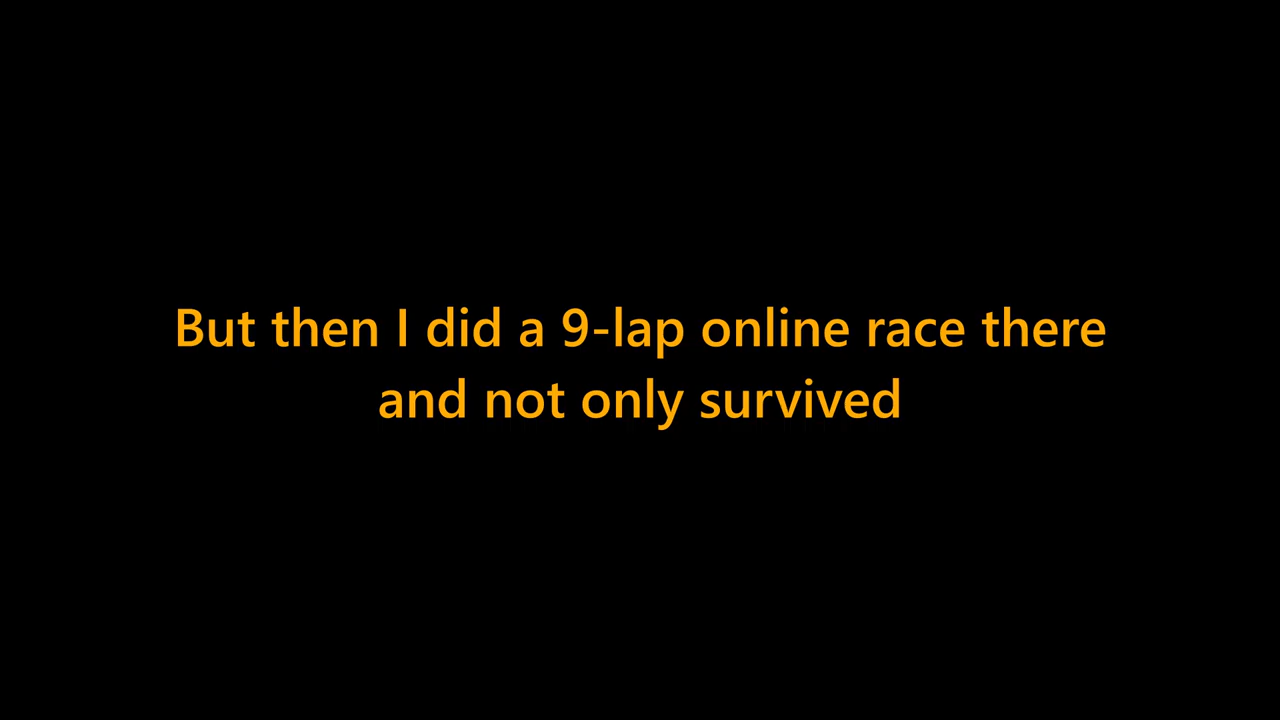 But then I did a 9-lap online race there
and not only survived